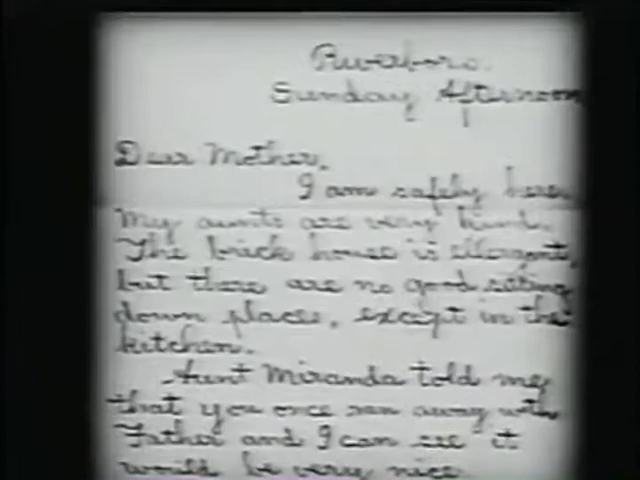 Riverboro.
Sunday Afternoon
Dear Mother.
I am safely here.
My aunts are very kind.
The brick house is ellergant,
but there are no good sitting
down places, except in the
kitchen.
Aunt Miranda told me
that you once ran away with
Father and I can see it
would be very nice